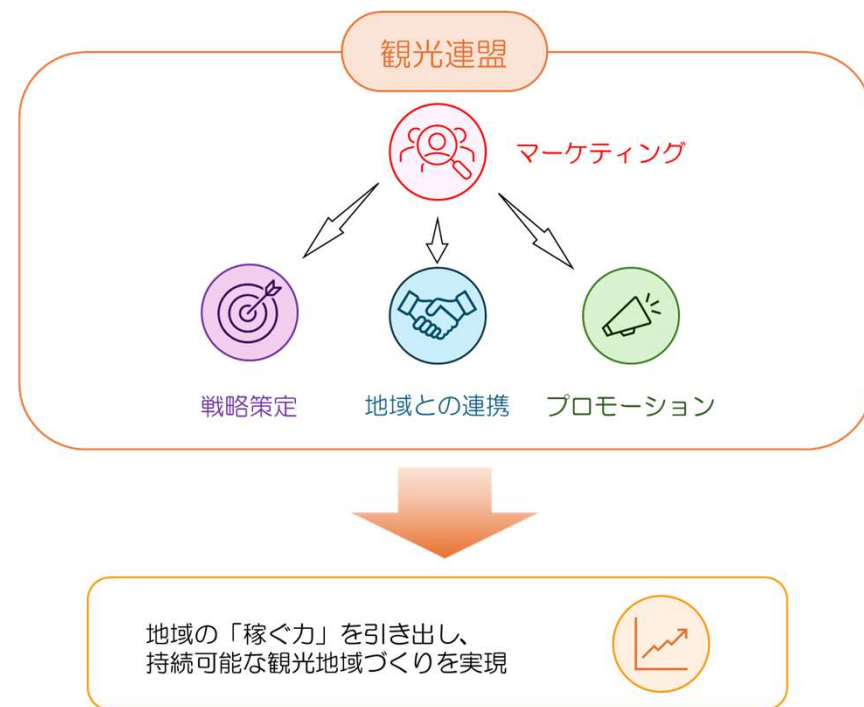 観光連盟
マーケティング
戦略策定
地域との連携
プロモーション
地域の「稼ぐ力」を引き出し、
持続可能な観光地域づくりを実現